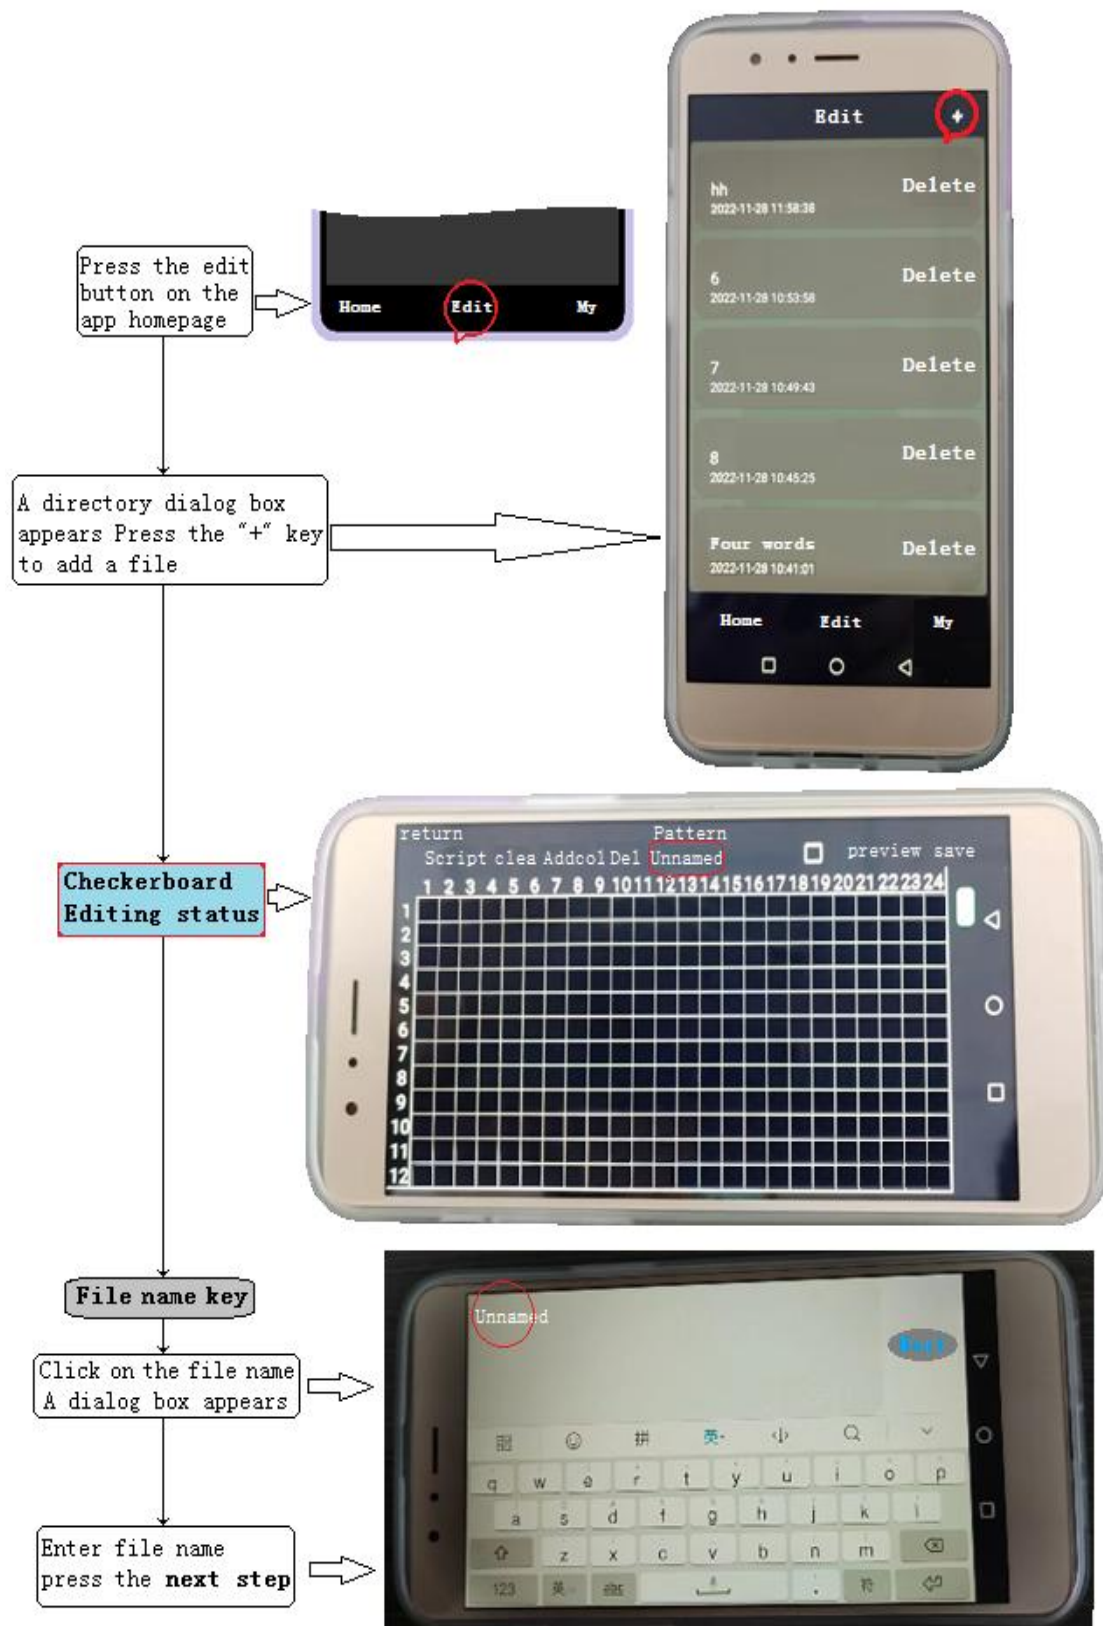 Edit +
hh Delete
2022-11-28 11:58:38
6 Delete
2022-11-28 10:53:58
7 Delete
2022-11-28 10:49:43
8 Delete
2022-11-28 10:45:25
Four words Delete
2022-11-28 10:41:01
Home Edit My
Press the edit
button on the
app homepage
Home Edit My
A directory dialog box
appears Press the "+" key
to add a file
Checkerboard
Editing status
return Pattern
Script clea Addcol Del Unnamed preview save
1 2 3 4 5 6 7 8 9 10 11 12 13 14 15 16 17 18 19 20 21 22 23 24
1
2
3
4
5
6
7
8
9
10
11
12
File name key
Click on the file name
A dialog box appears
Enter file name
press the next step
Unnamed
拼 英
q w e r t y u i o p
a s d f g h j k l
z x c v b n m
123 英 符